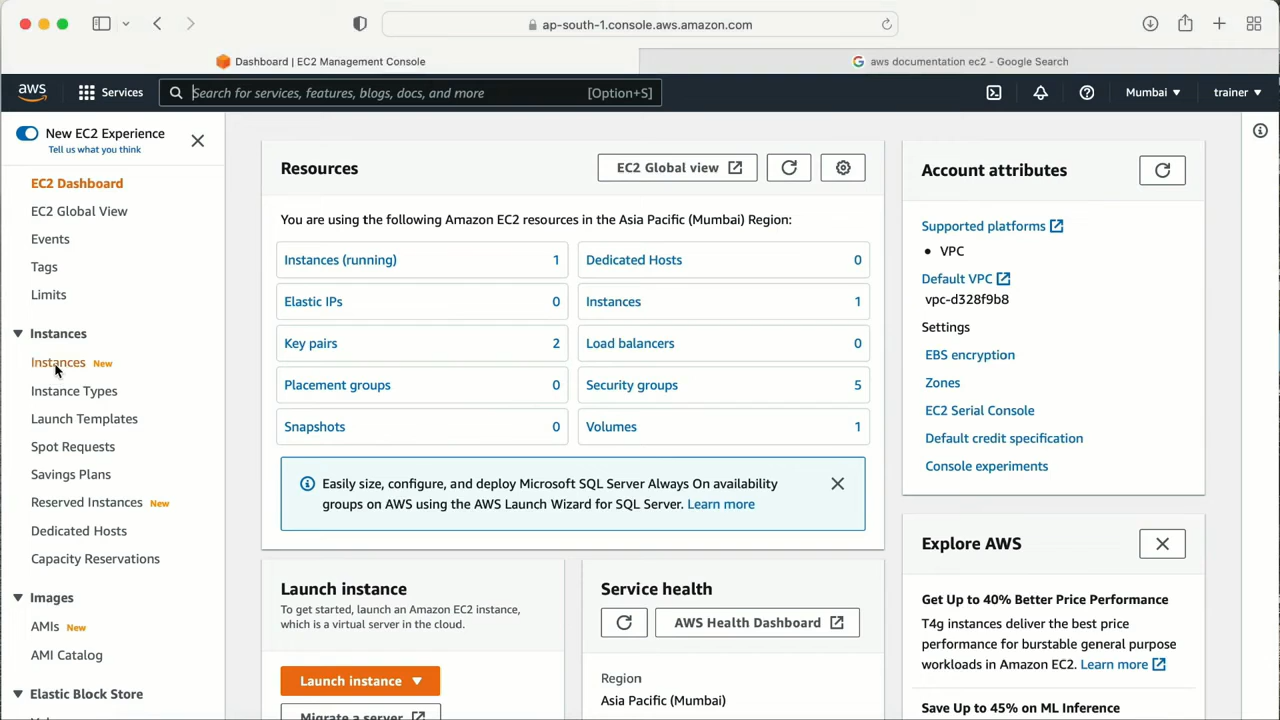 ap-south-1.console.aws.amazon.com
Dashboard | EC2 Management Console
aws documentation ec2 - Google Search
aws
Services
Search for services, features, blogs, docs, and more
[Option+S]
Mumbai
trainer
New EC2 Experience
Tell us what you think
EC2 Dashboard
EC2 Global View
Events
Tags
Limits
Instances
Instances New
Instance Types
Launch Templates
Spot Requests
Savings Plans
Reserved Instances New
Dedicated Hosts
Capacity Reservations
Images
AMIs New
AMI Catalog
Elastic Block Store
Resources
EC2 Global view
You are using the following Amazon EC2 resources in the Asia Pacific (Mumbai) Region:
Instances (running) 1
Dedicated Hosts 0
Elastic IPs 0
Instances 1
Key pairs 2
Load balancers 0
Placement groups 0
Security groups 5
Snapshots 0
Volumes 1
Easily size, configure, and deploy Microsoft SQL Server Always On availability
groups on AWS using the AWS Launch Wizard for SQL Server. Learn more
Launch instance
To get started, launch an Amazon EC2 instance,
which is a virtual server in the cloud.
Launch instance
Migrate a server
Service health
AWS Health Dashboard
Region
Asia Pacific (Mumbai)
Account attributes
Supported platforms
• VPC
Default VPC
vpc-d328f9b8
Settings
EBS encryption
Zones
EC2 Serial Console
Default credit specification
Console experiments
Explore AWS
Get Up to 40% Better Price Performance
T4g instances deliver the best price
performance for burstable general purpose
workloads in Amazon EC2. Learn more
Save Up to 45% on ML Inference